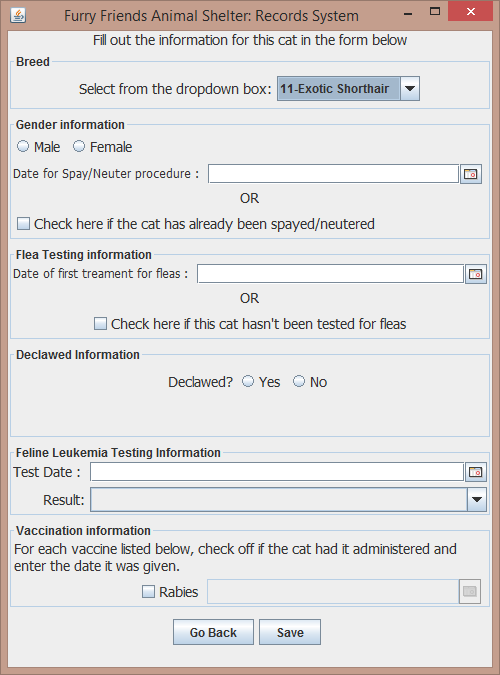 Furry Friends Animal Shelter: Records System
Fill out the information for this cat in the form below
Breed
Select from the dropdown box: 11-Exotic Shorthair
Gender information
Male Female
Date for Spay/Neuter procedure :
OR
Check here if the cat has already been spayed/neutered
Flea Testing information
Date of first treament for fleas :
OR
Check here if this cat hasn't been tested for fleas
Declawed Information
Declawed? Yes No
Feline Leukemia Testing Information
Test Date :
Result:
Vaccination information
For each vaccine listed below, check off if the cat had it administered and
enter the date it was given.
Rabies
Go Back Save